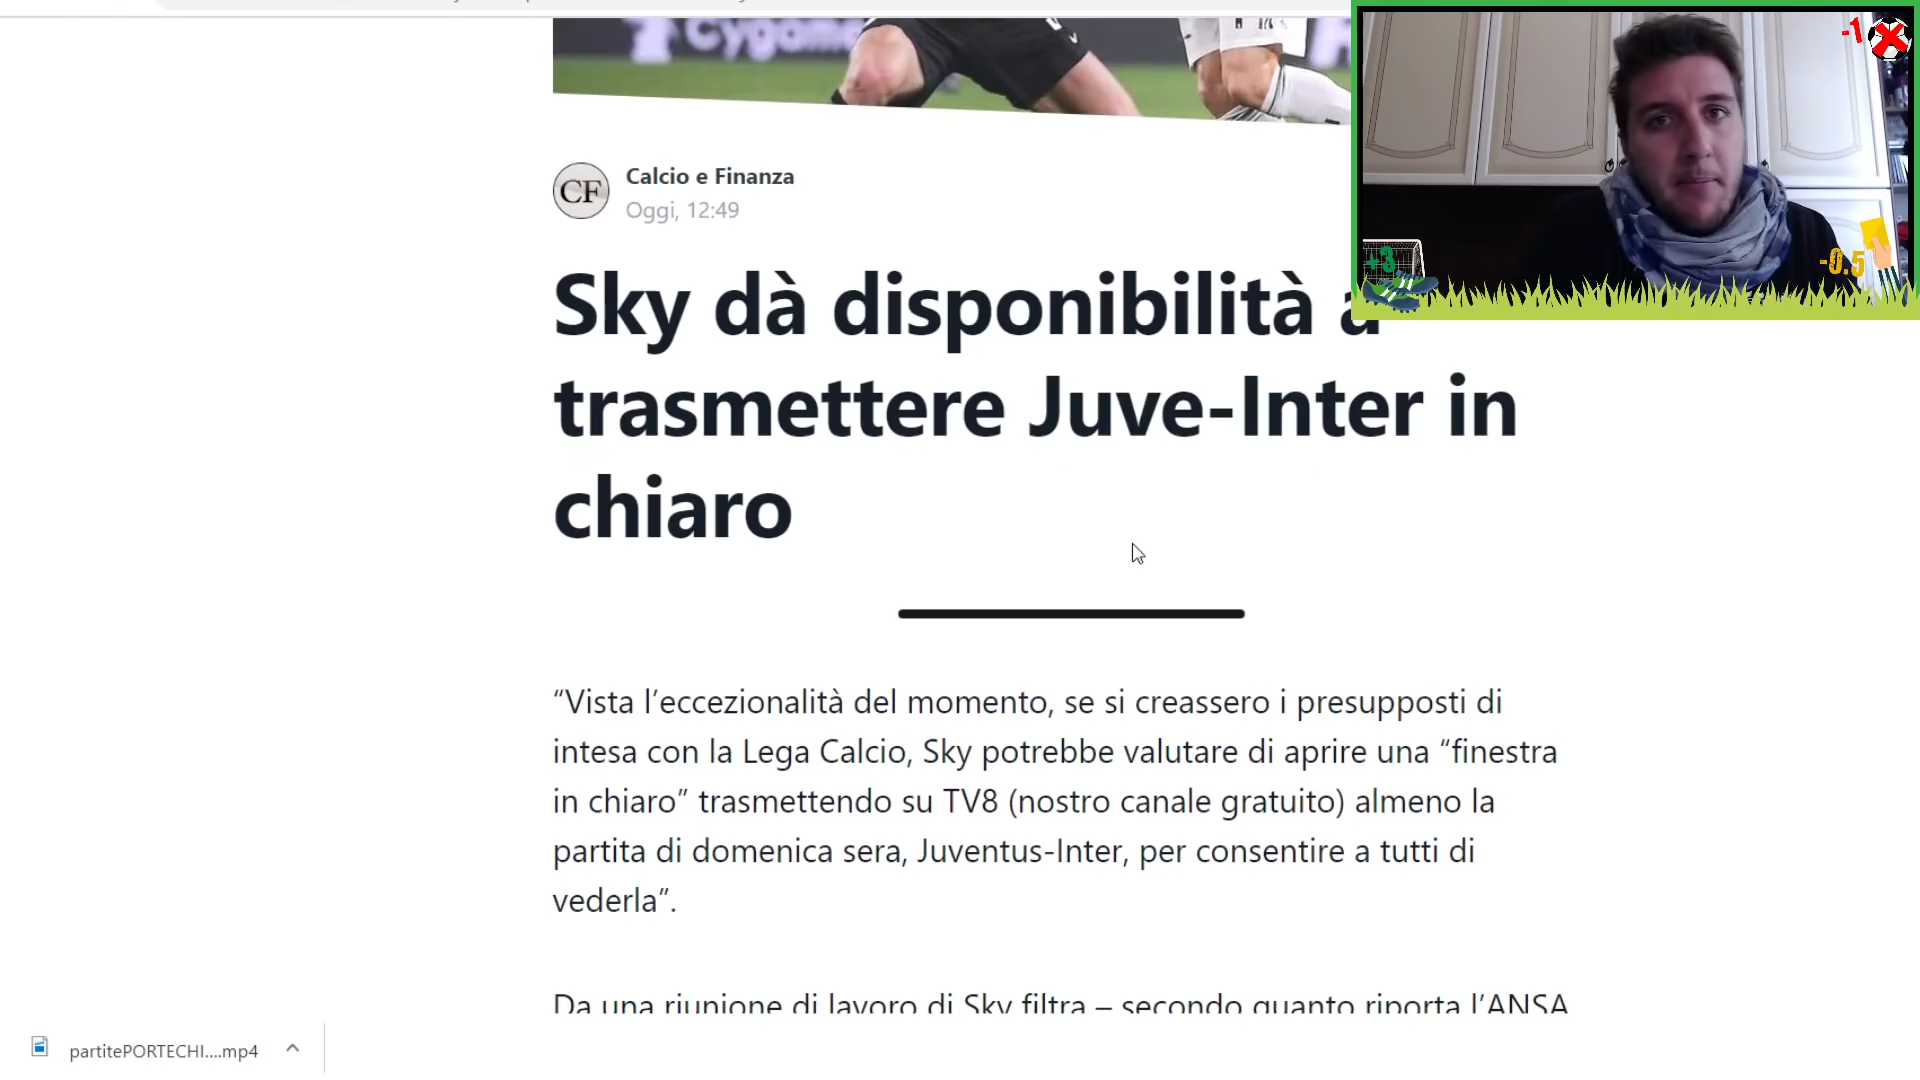 Cygame
-1
CF
Calcio e Finanza
Oggi, 12:49
+3
-0.5
Sky dà disponibilità a
trasmettere Juve-Inter in
chiaro
“Vista l’eccezionalità del momento, se si creassero i presupposti di
intesa con la Lega Calcio, Sky potrebbe valutare di aprire una “finestra
in chiaro” trasmettendo su TV8 (nostro canale gratuito) almeno la
partita di domenica sera, Juventus-Inter, per consentire a tutti di
vederla”.
Da una riunione di lavoro di Sky filtra – secondo quanto riporta l’ANSA
partitePORTECHI....mp4